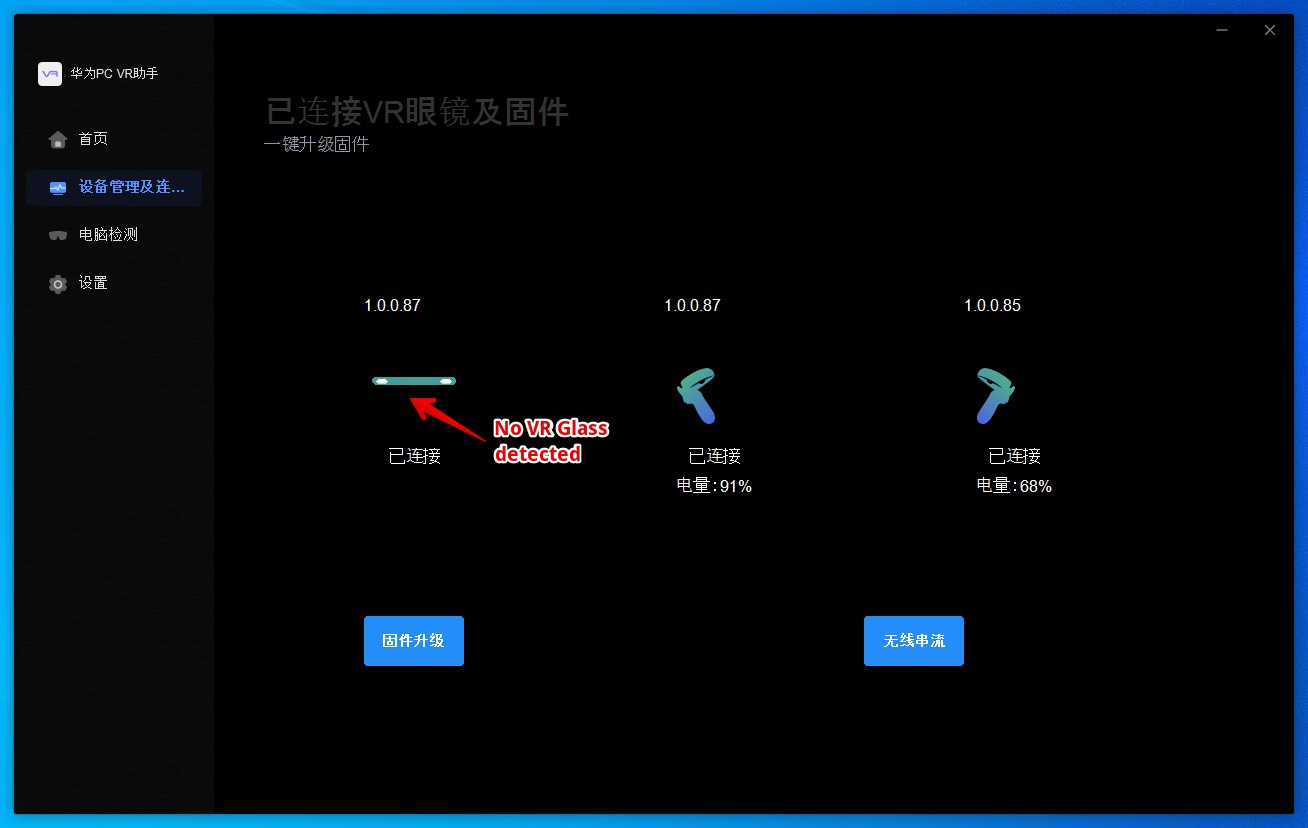 华为PC VR助手
首页
设备管理及连...
电脑检测
设置
已连接VR眼镜及固件
一键升级固件
1.0.0.87
1.0.0.87
1.0.0.85
No VR Glass
detected
已连接
已连接
已连接
电量:91%
电量:68%
固件升级
无线串流